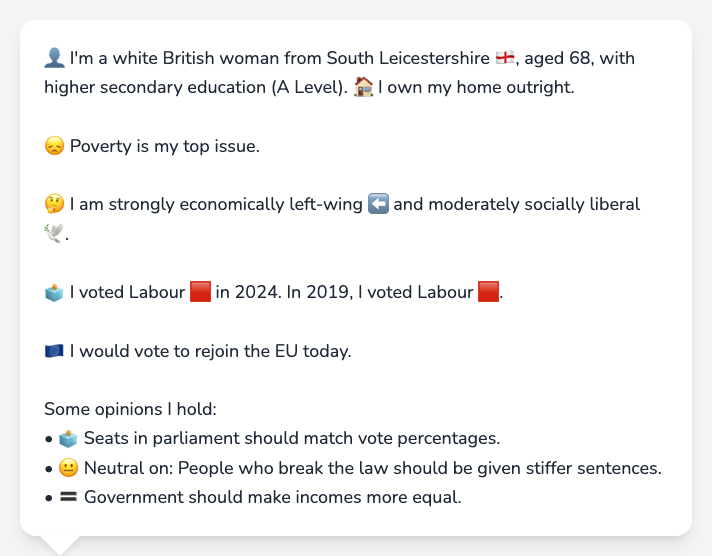 👤 I'm a white British woman from South Leicestershire 🏴󠁧󠁢󠁥󠁮󠁧󠁿, aged 68, with
higher secondary education (A Level). 🏠 I own my home outright.
😞 Poverty is my top issue.
🤔 I am strongly economically left-wing ⬅️ and moderately socially liberal
🕊️.
🗳️ I voted Labour 🟥 in 2024. In 2019, I voted Labour 🟥.
🇪🇺 I would vote to rejoin the EU today.
Some opinions I hold:
• 🗳️ Seats in parliament should match vote percentages.
• 😐 Neutral on: People who break the law should be given stiffer sentences.
• 🟰 Government should make incomes more equal.